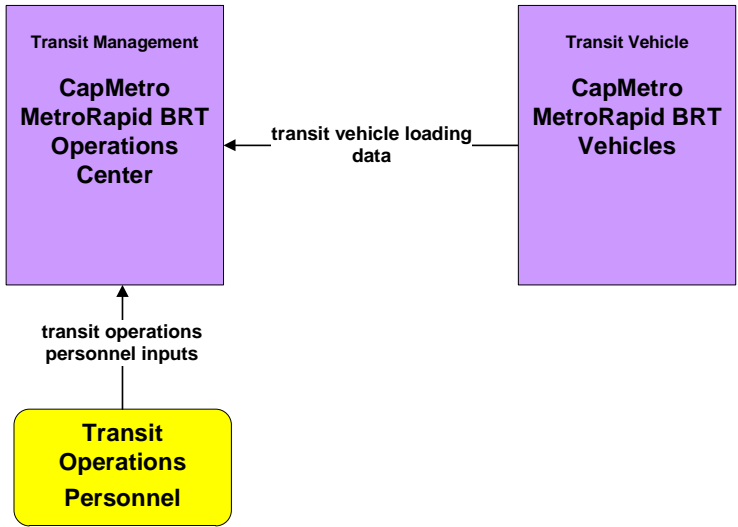 Transit Management
CapMetro
MetroRapid BRT
Operations
Center
Transit Vehicle
CapMetro
MetroRapid BRT
Vehicles
transit vehicle loading
data
transit operations
personnel inputs
Transit
Operations
Personnel